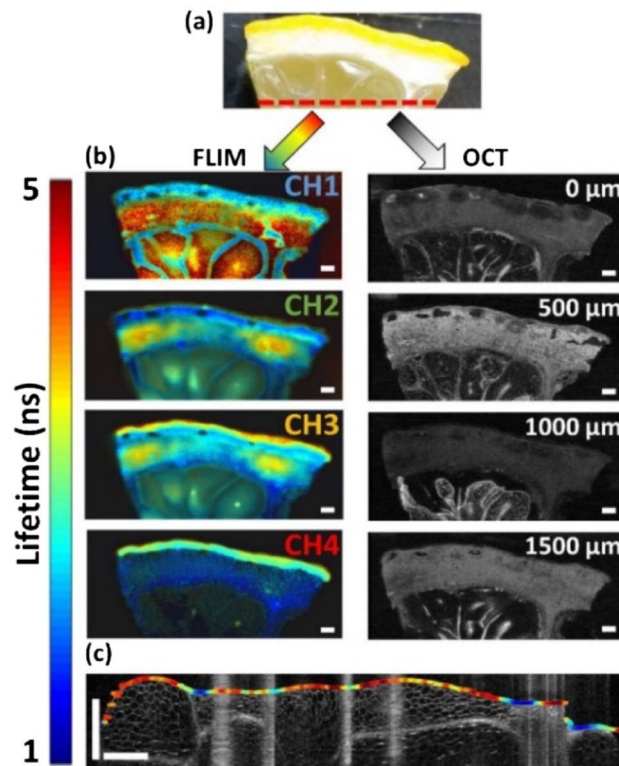 (a)
(b)
FLIM
OCT
5
CH1
0 μm
CH2
500 μm
CH3
1000 μm
CH4
1500 μm
Lifetime (ns)
(c)
1